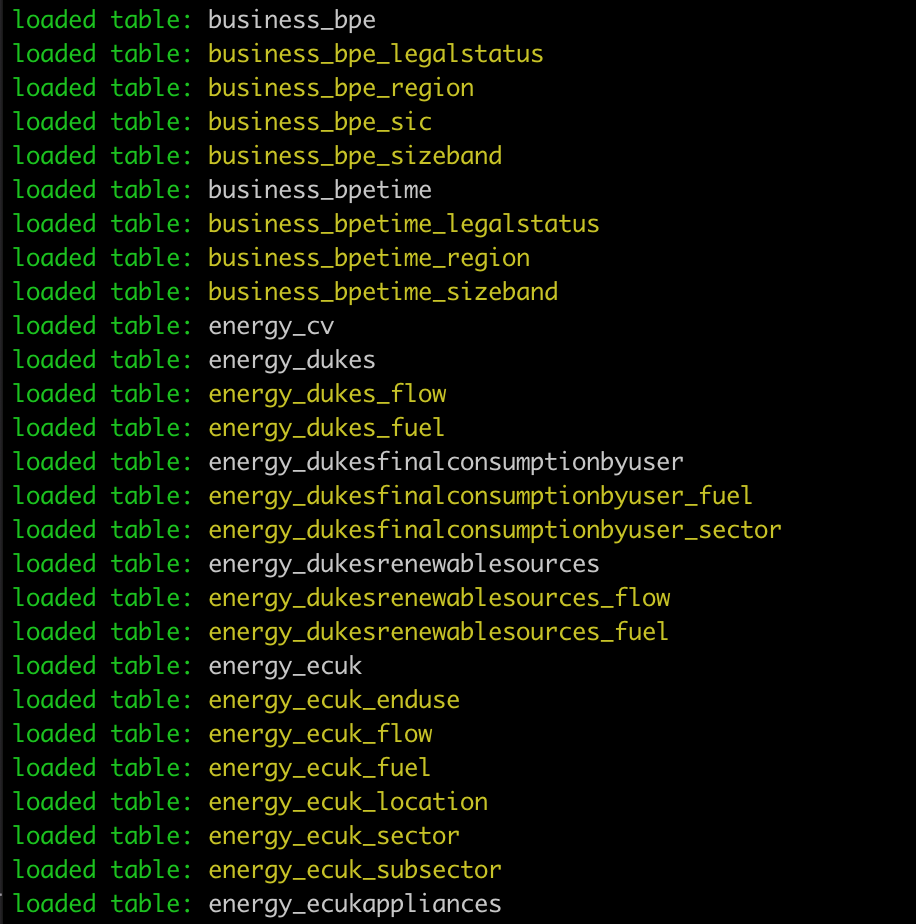 loaded table: business_bpe
loaded table: business_bpe_legalstatus
loaded table: business_bpe_region
loaded table: business_bpe_sic
loaded table: business_bpe_sizeband
loaded table: business_bpetime
loaded table: business_bpetime_legalstatus
loaded table: business_bpetime_region
loaded table: business_bpetime_sizeband
loaded table: energy_cv
loaded table: energy_dukes
loaded table: energy_dukes_flow
loaded table: energy_dukes_fuel
loaded table: energy_dukesfinalconsumptionbyuser
loaded table: energy_dukesfinalconsumptionbyuser_fuel
loaded table: energy_dukesfinalconsumptionbyuser_sector
loaded table: energy_dukesrenewablesources
loaded table: energy_dukesrenewablesources_flow
loaded table: energy_dukesrenewablesources_fuel
loaded table: energy_ecuk
loaded table: energy_ecuk_enduse
loaded table: energy_ecuk_flow
loaded table: energy_ecuk_fuel
loaded table: energy_ecuk_location
loaded table: energy_ecuk_sector
loaded table: energy_ecuk_subsector
loaded table: energy_ecukappliances